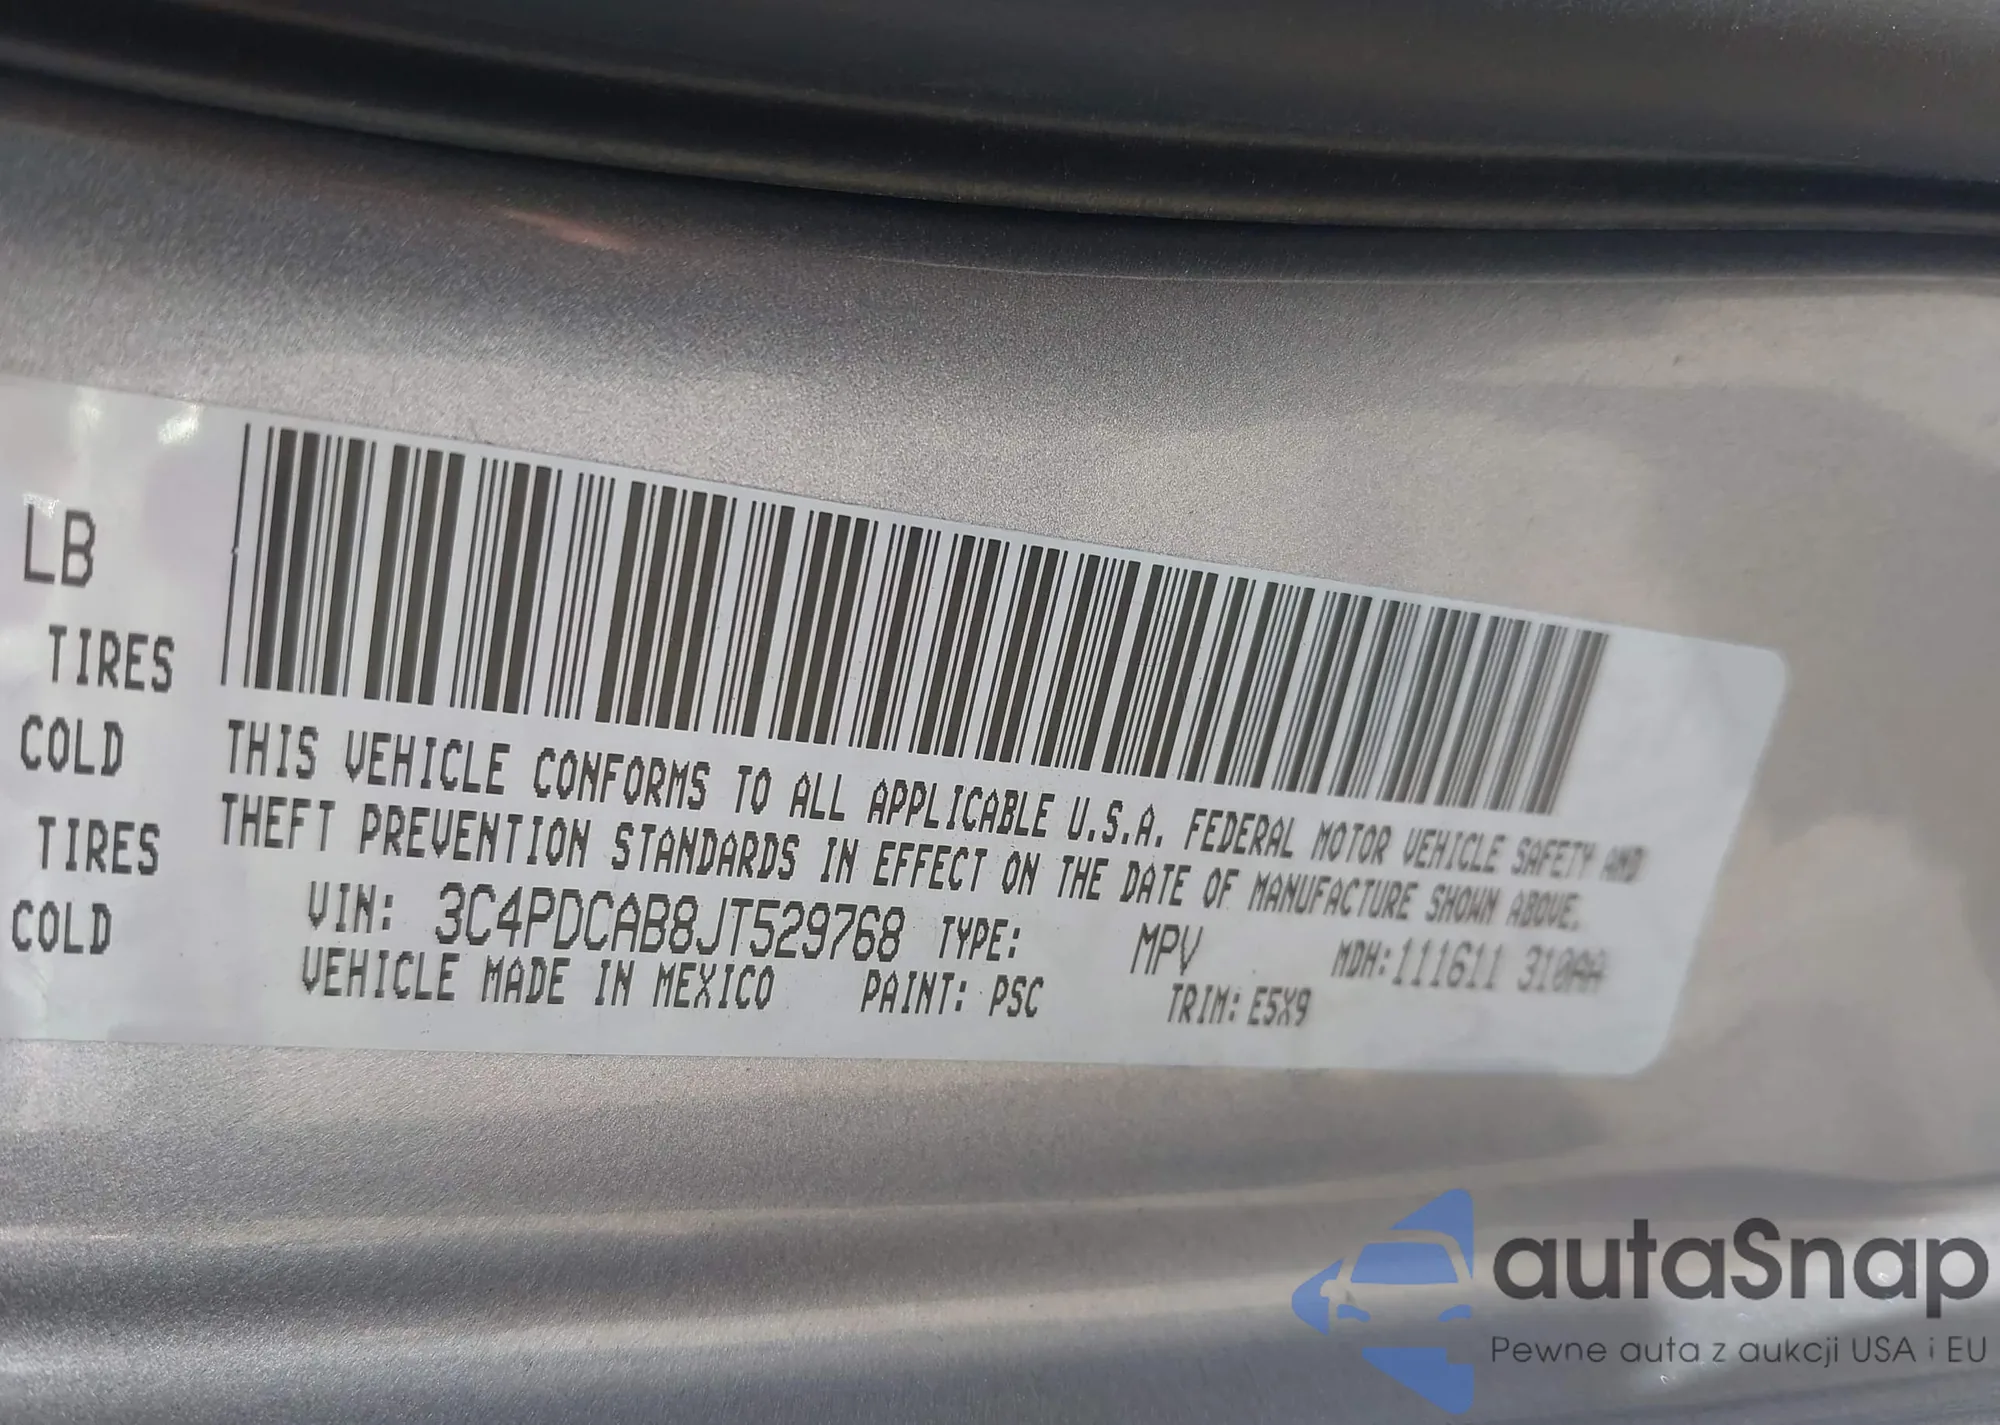 LB
TIRES
COLD
TIRES
COLD
THIS VEHICLE CONFORMS TO ALL APPLICABLE U.S.A. FEDERAL MOTOR VEHICLE SAFETY AND
THEFT PREVENTION STANDARDS IN EFFECT ON THE DATE OF MANUFACTURE SHOWN ABOVE.
VIN: 3C4PDCAB8JT529768 TYPE: MPV MDH:111611 310AA
VEHICLE MADE IN MEXICO PAINT: PSC TRIM: E5X9
autaSnap
Pewne auta z aukcji USA i EU